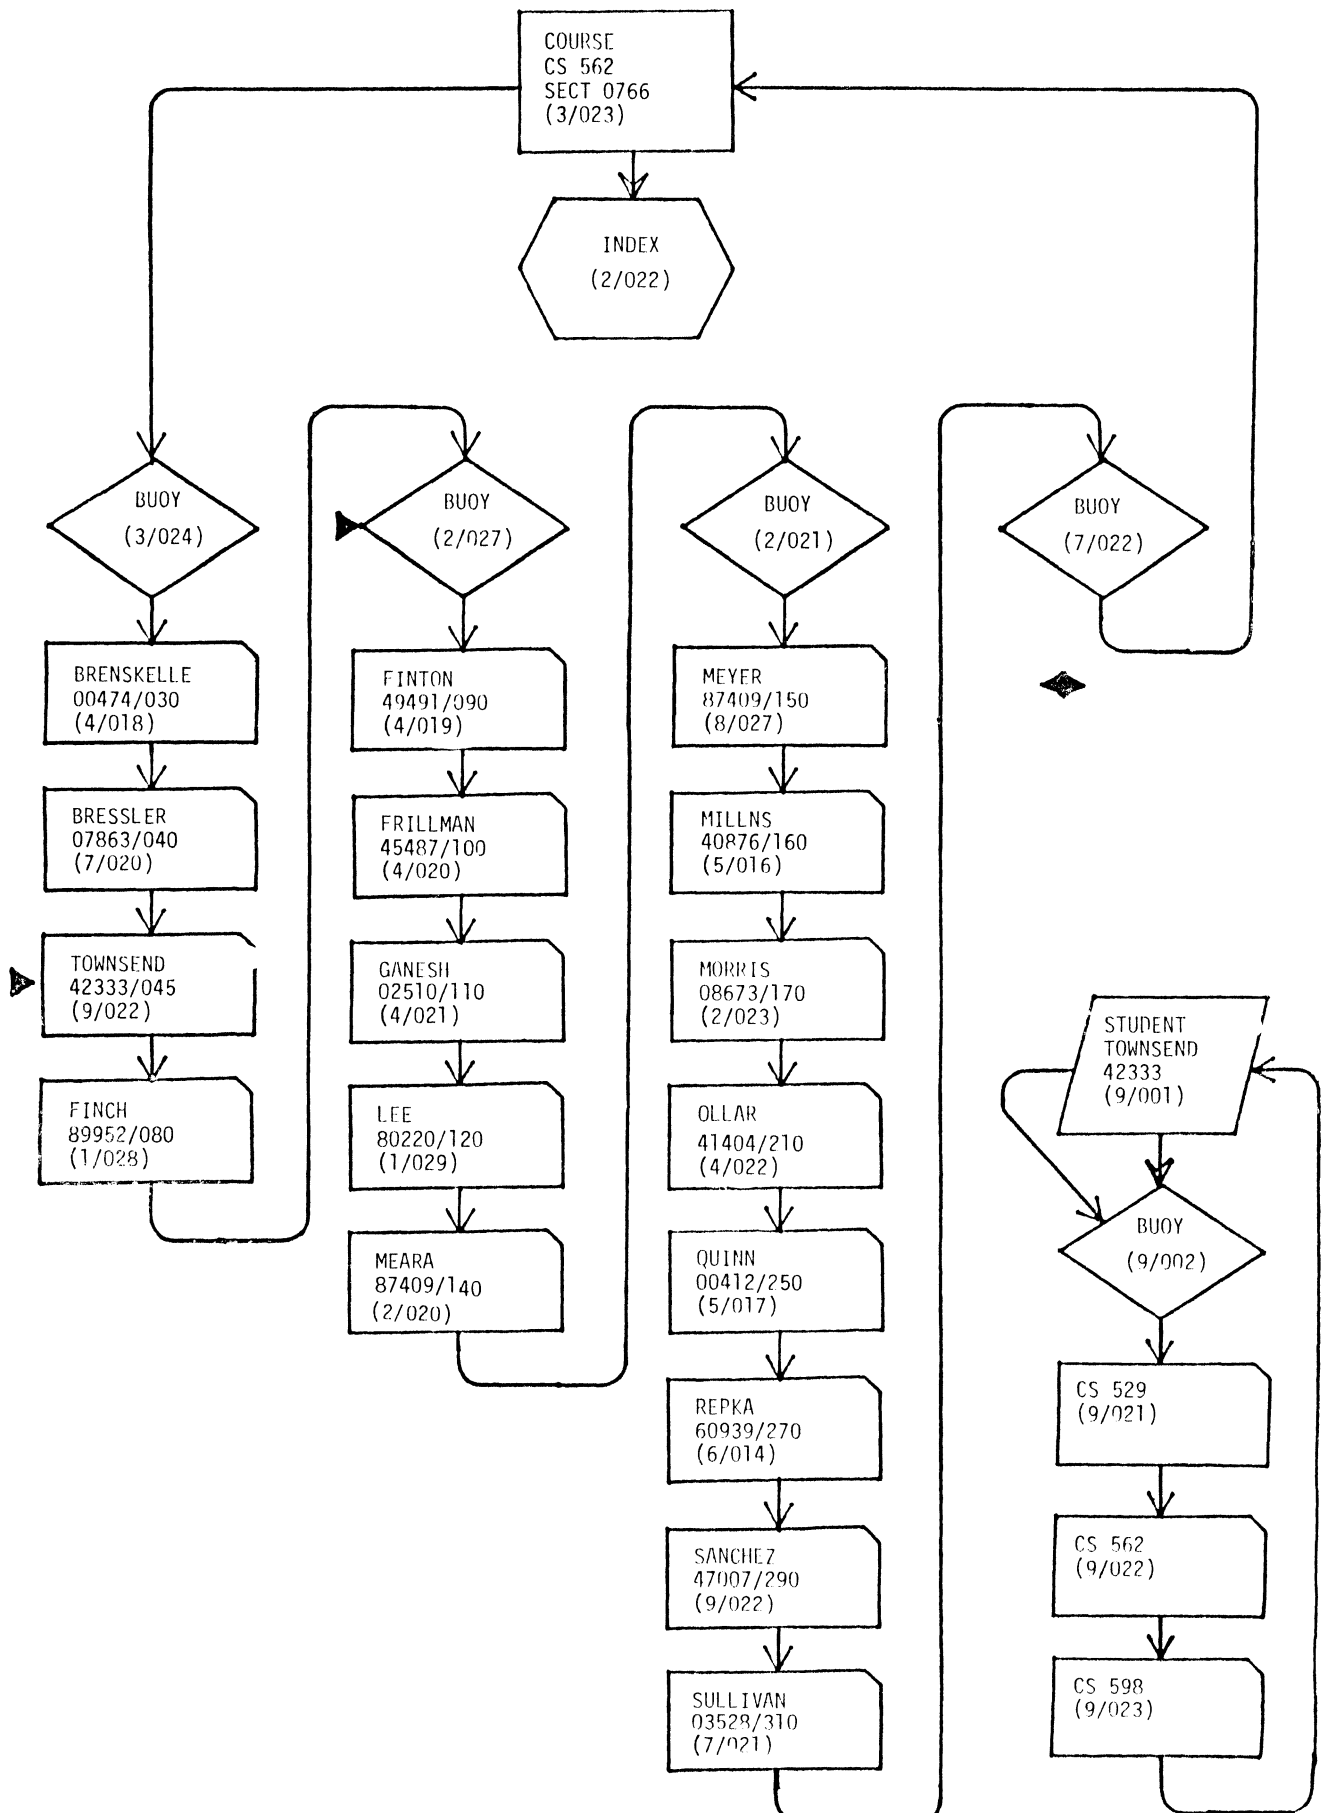 COURSE
CS 562
SECT 0766
(3/023)
INDEX
(2/022)
BUOY
(3/024)
BRENSKELLE
00474/030
(4/018)
BRESSLER
07863/040
(7/020)
TOWNSEND
42333/045
(9/022)
FINCH
89952/080
(1/028)
BUOY
(2/027)
FINTON
49491/090
(4/019)
FRILLMAN
45487/100
(4/020)
GANESH
02510/110
(4/021)
LEE
80220/120
(1/029)
MEARA
87409/140
(2/020)
BUOY
(2/021)
MEYER
87409/150
(8/027)
MILLNS
40876/160
(5/016)
MORRIS
08673/170
(2/023)
OLLAR
41404/210
(4/022)
QUINN
00412/250
(5/017)
REPKA
60939/270
(6/014)
SANCHEZ
47007/290
(9/022)
SULLIVAN
03528/310
(7/021)
BUOY
(7/022)
STUDENT
TOWNSEND
42333
(9/001)
BUOY
(9/002)
CS 529
(9/021)
CS 562
(9/022)
CS 598
(9/023)